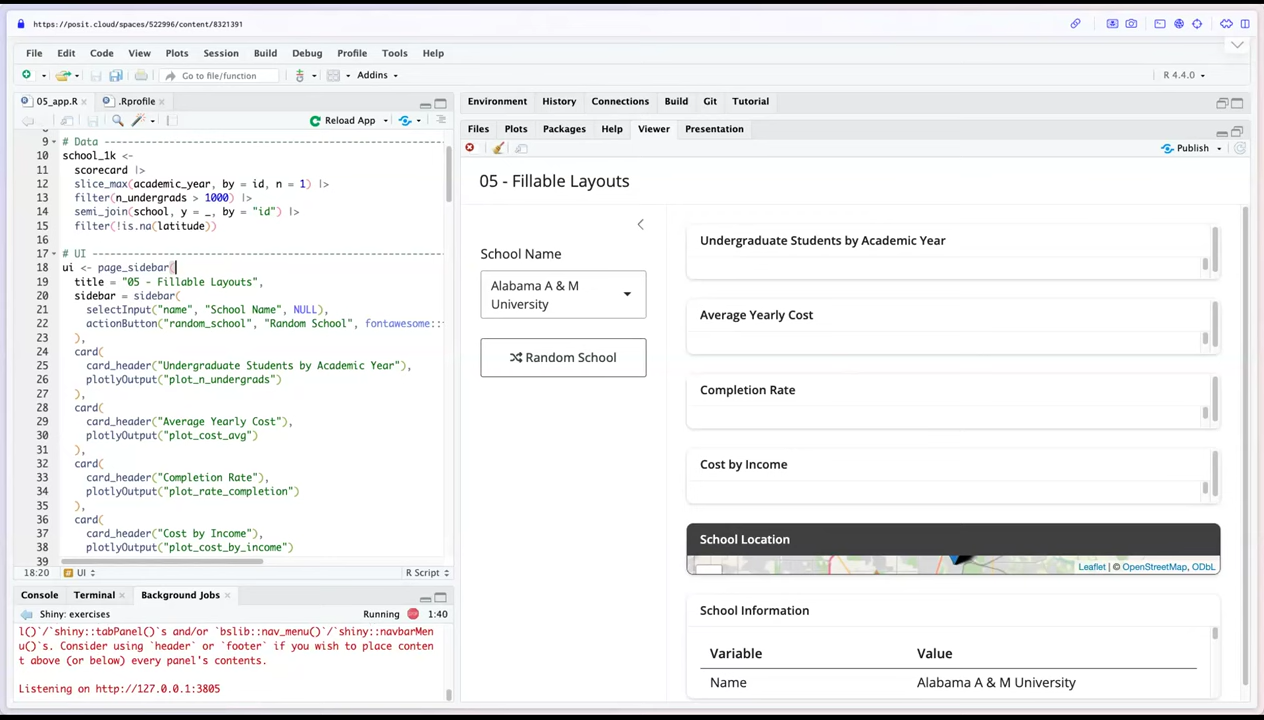 https://posit.cloud/spaces/522996/content/8321391
File Edit Code View Plots Session Build Debug Profile Tools Help
Go to file/function Addins R 4.4.0
05_app.R .Rprofile
Reload App
9 # Data
10 school_1k <-
11 scorecard |>
12 slice_max(academic_year, by = id, n = 1) |>
13 filter(n_undergrads > 1000) |>
14 semi_join(school, y = _, by = "id") |>
15 filter(!is.na(latitude))
16
17 # UI
18 ui <- page_sidebar(
19 title = "05 - Fillable Layouts",
20 sidebar = sidebar(
21 selectInput("name", "School Name", NULL),
22 actionButton("random_school", "Random School", fontawesome::
23 ),
24 card(
25 card_header("Undergraduate Students by Academic Year"),
26 plotlyOutput("plot_n_undergrads")
27 ),
28 card(
29 card_header("Average Yearly Cost"),
30 plotlyOutput("plot_cost_avg")
31 ),
32 card(
33 card_header("Completion Rate"),
34 plotlyOutput("plot_rate_completion")
35 ),
36 card(
37 card_header("Cost by Income"),
38 plotlyOutput("plot_cost_by_income")
39
18:20 # UI R Script
Console Terminal Background Jobs
Shiny: exercises Running 1:40
l()`/`shiny::tabPanel()`s and/or `bslib::nav_menu()`/`shiny::navbarMen
u()`s. Consider using `header` or `footer` if you wish to place conten
t above (or below) every panel's contents.
Listening on http://127.0.0.1:3805
Environment History Connections Build Git Tutorial
Files Plots Packages Help Viewer Presentation
Publish
05 - Fillable Layouts
School Name
Alabama A & M
University
Random School
Undergraduate Students by Academic Year
Average Yearly Cost
Completion Rate
Cost by Income
School Location
Leaflet | © OpenStreetMap, ODbL
School Information
Variable Value
Name Alabama A & M University